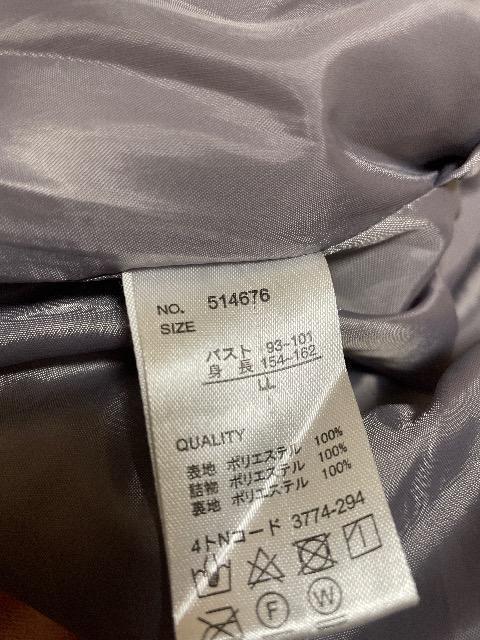 NO. 514676
SIZE
バスト 93-101
身 長 154-162
LL
QUALITY
表地 ポリエステル 100%
詰物 ポリエステル 100%
裏地 ポリエステル 100%
4トNコード 3774-294
F W